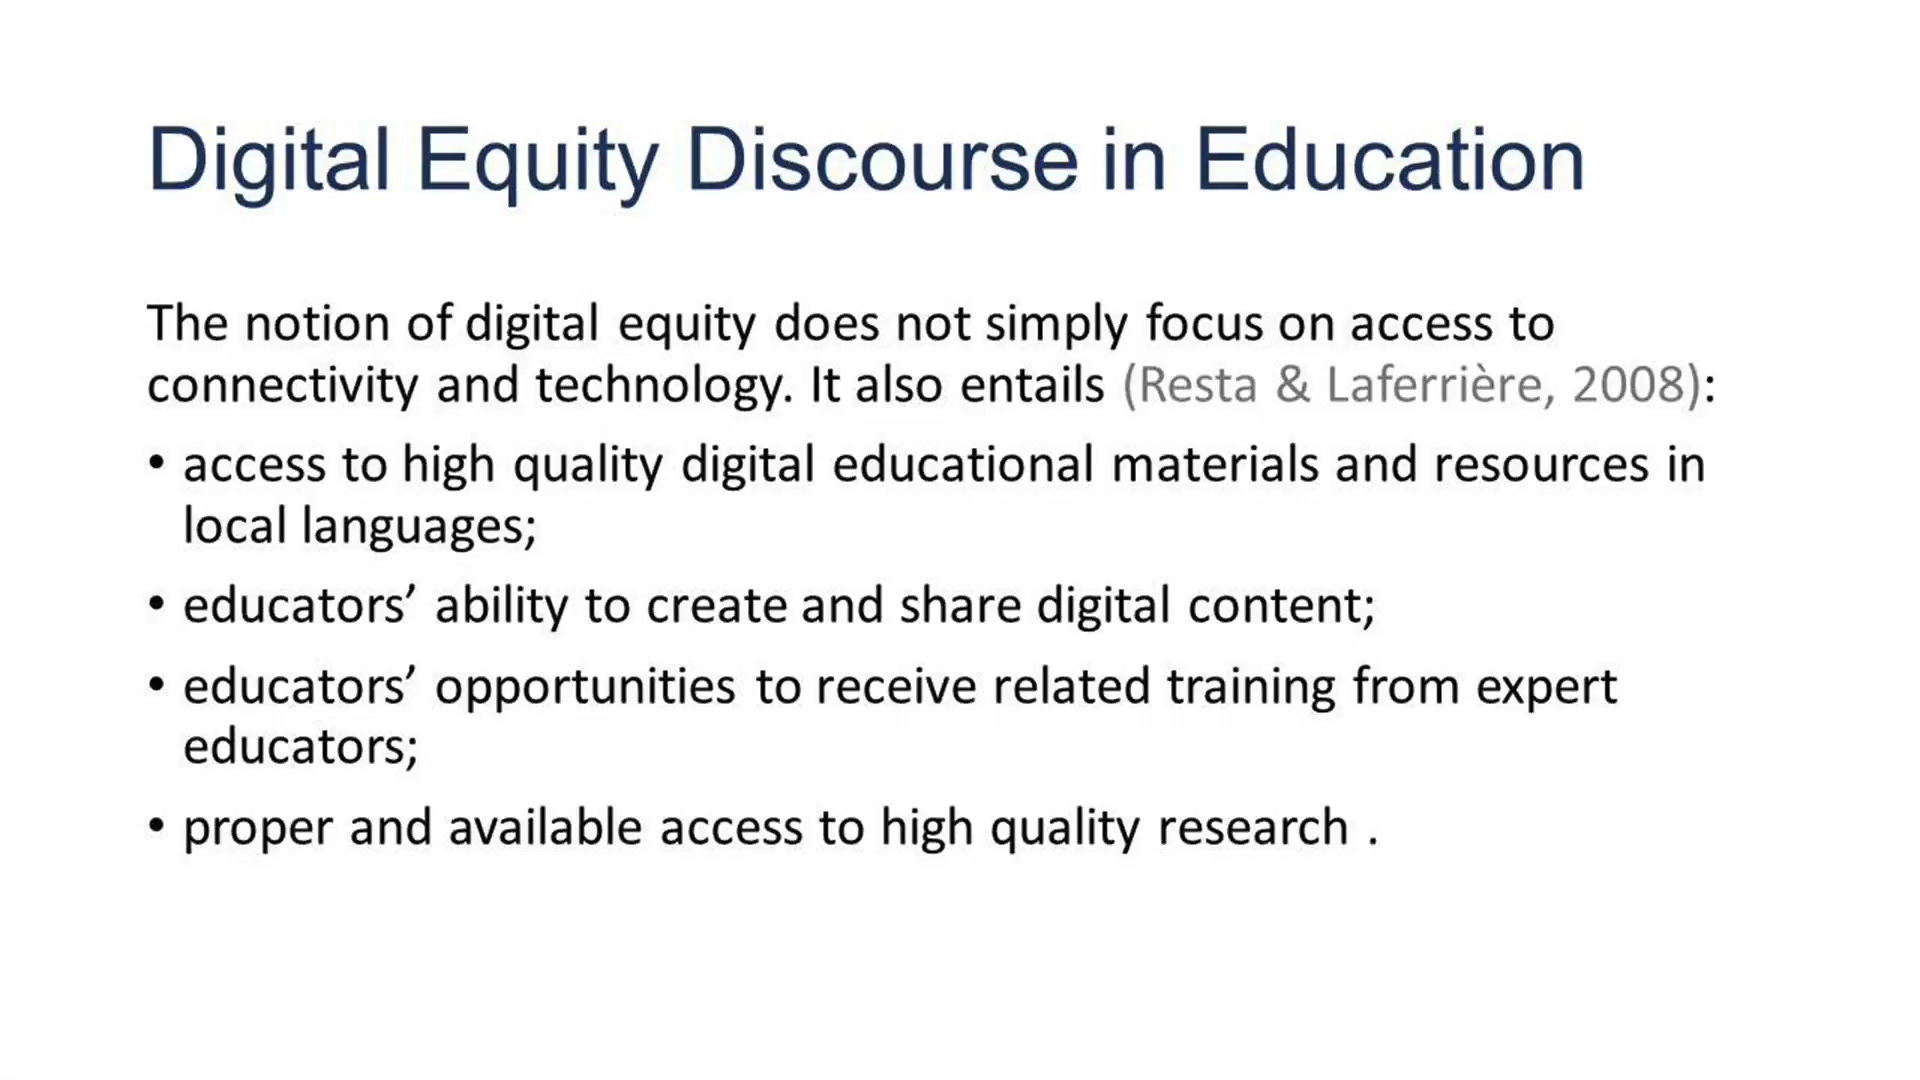 Digital Equity Discourse in Education
The notion of digital equity does not simply focus on access to
connectivity and technology. It also entails (Resta & Laferrière, 2008):
• access to high quality digital educational materials and resources in
local languages;
• educators’ ability to create and share digital content;
• educators’ opportunities to receive related training from expert
educators;
• proper and available access to high quality research .